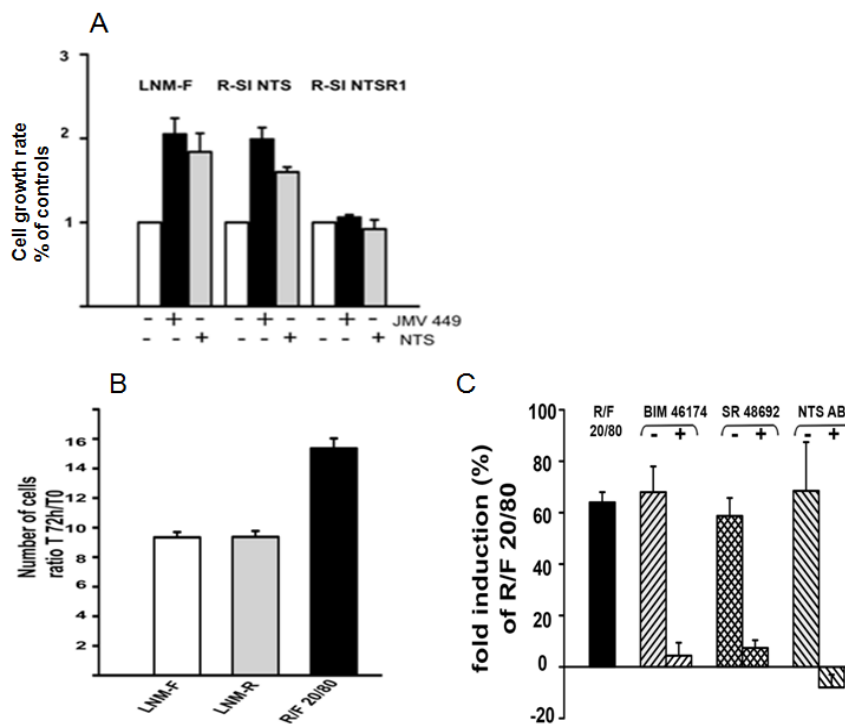 A
Cell growth rate
% of controls
3
2
1
LNM-F R-SI NTS R-SI NTSR1
- + - - + - - + - JMV 449
- - + - - + - - + NTS
B
Number of cells
ratio T 72h/T0
16
14
12
10
8
6
4
2
LNM-F
LNM-R
R/F 20/80
C
fold induction (%)
of R/F 20/80
100
80
60
40
20
0
-20
R/F
20/80
BIM 46174
- +
SR 48692
- +
NTS AB
- +